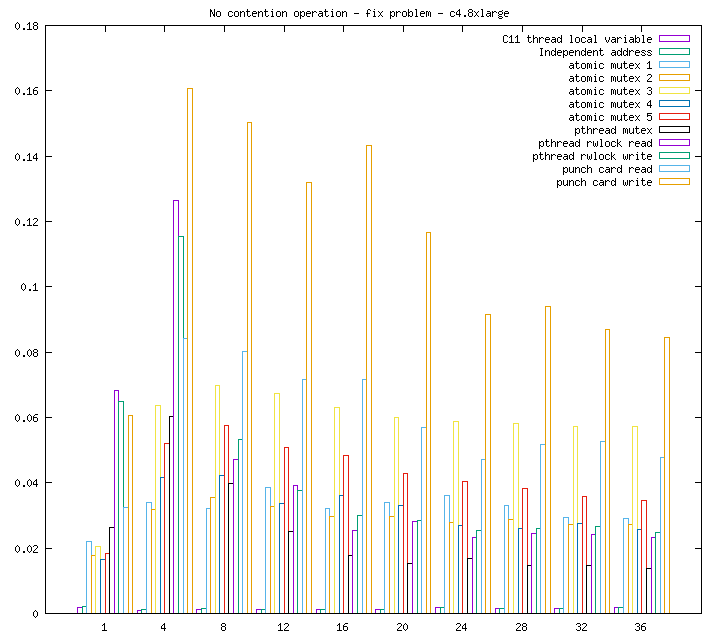 No contention operation - fix problem - c4.8xlarge
0.18
C11 thread local variable
Independent address
atomic mutex 1
atomic mutex 2
atomic mutex 3
atomic mutex 4
atomic mutex 5
pthread mutex
pthread rwlock read
pthread rwlock write
punch card read
punch card write
0.16
0.14
0.12
0.1
0.08
0.06
0.04
0.02
0
1 4 8 12 16 20 24 28 32 36